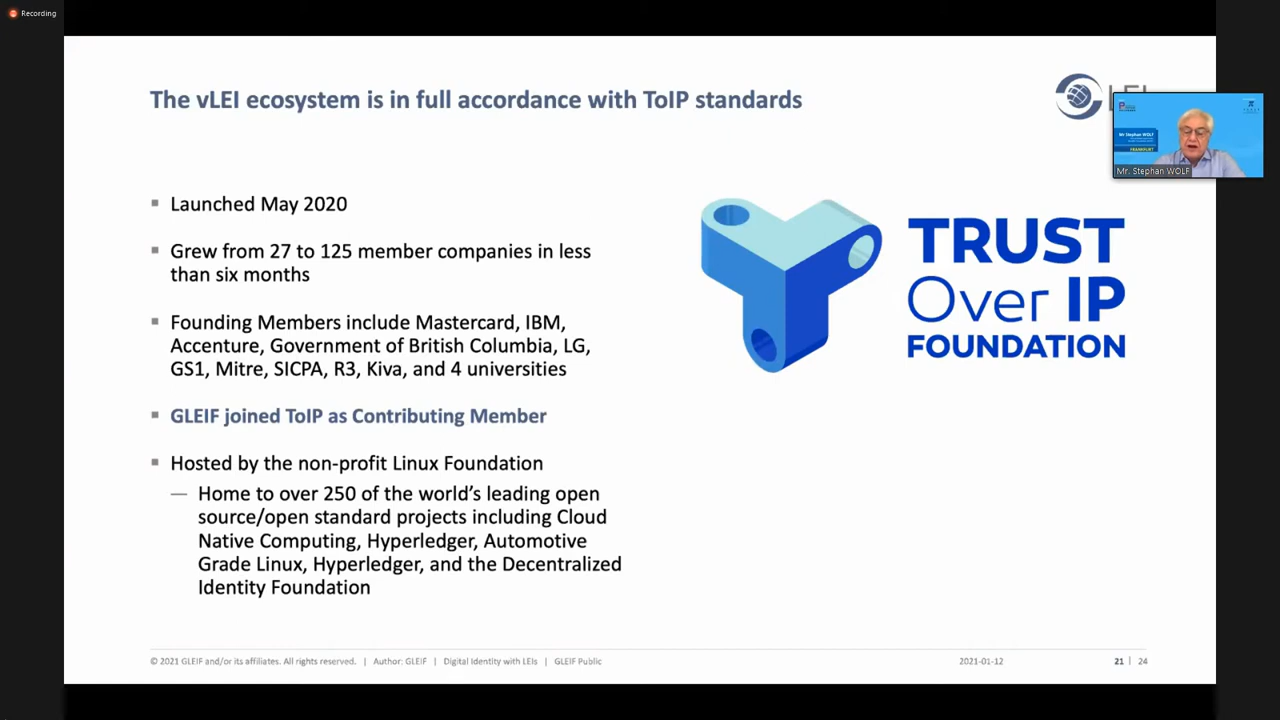 Recording
The vLEI ecosystem is in full accordance with ToIP standards
Mr Stephan WOLF
FRANKFURT
Mr. Stephan WOLF
▪ Launched May 2020
▪ Grew from 27 to 125 member companies in less
than six months
▪ Founding Members include Mastercard, IBM,
Accenture, Government of British Columbia, LG,
GS1, Mitre, SICPA, R3, Kiva, and 4 universities
▪ GLEIF joined ToIP as Contributing Member
▪ Hosted by the non-profit Linux Foundation
— Home to over 250 of the world’s leading open
source/open standard projects including Cloud
Native Computing, Hyperledger, Automotive
Grade Linux, Hyperledger, and the Decentralized
Identity Foundation
TRUST
Over IP
FOUNDATION
© 2021 GLEIF and/or its affiliates. All rights reserved. | Author: GLEIF | Digital Identity with LEIs | GLEIF Public
2021-01-12
21 | 24